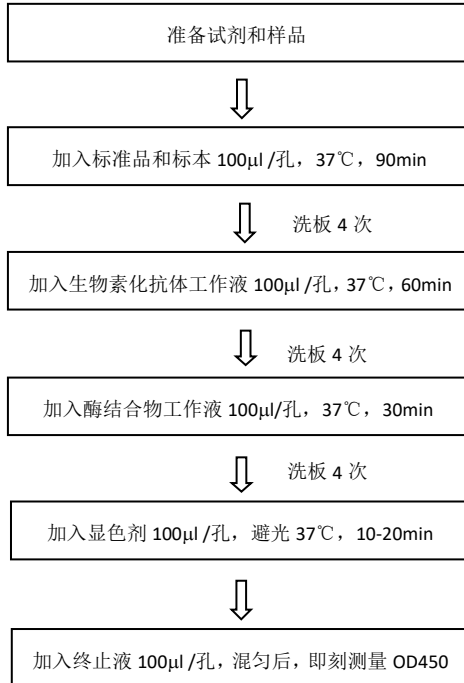 准备试剂和样品
加入标准品和标本 100μl /孔，37℃，90min
洗板 4 次
加入生物素化抗体工作液 100μl /孔，37℃，60min
洗板 4 次
加入酶结合物工作液 100μl/孔，37℃，30min
洗板 4 次
加入显色剂 100μl /孔，避光 37℃，10-20min
加入终止液 100μl /孔，混匀后，即刻测量 OD450